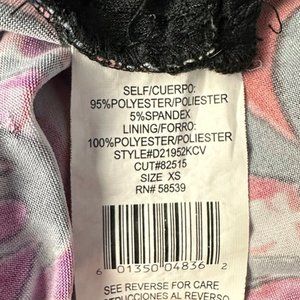 SELF/CUERPO:
95%POLYESTER/POLIESTER
5%SPANDEX
LINING/FORRO:
100%POLYESTER/POLIESTER
STYLE#D21952KCV
CUT#82515
SIZE XS
RN# 58539
6 01350 04836 2
SEE REVERSE FOR CARE